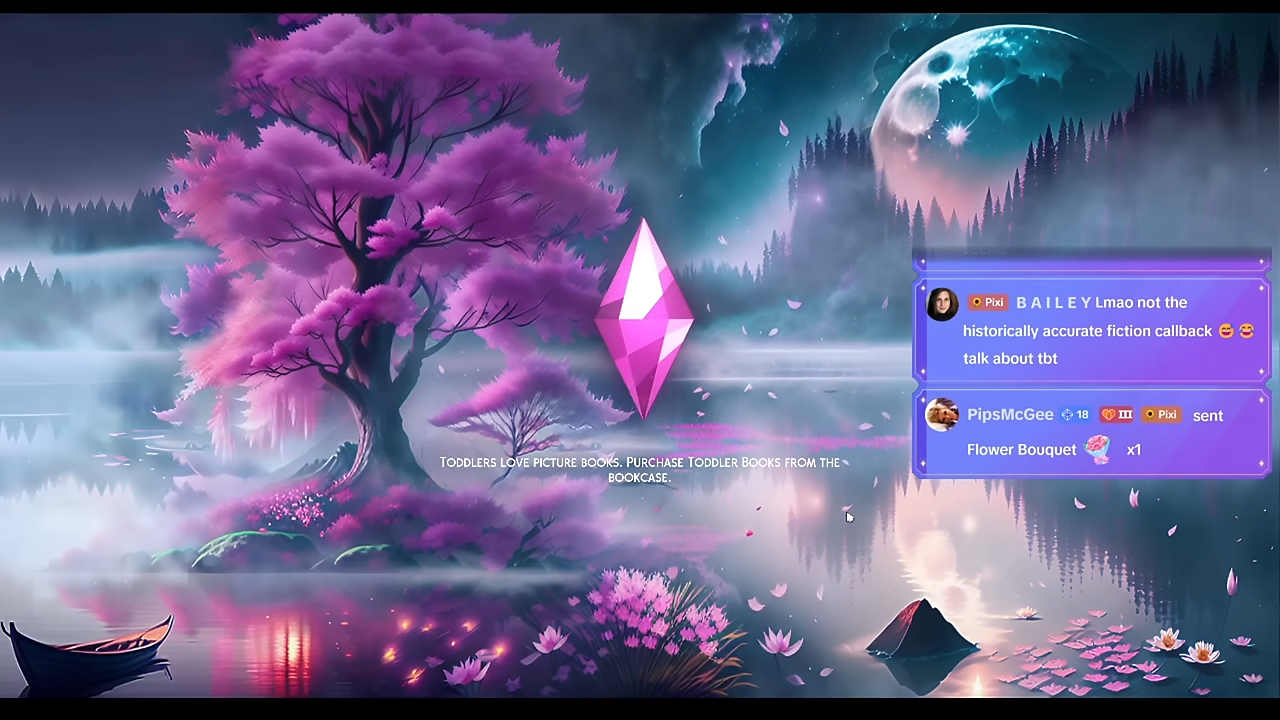 Pixi B A I L E Y Lmao not the
historically accurate fiction callback 😅 😂
talk about tbt
PipsMcGee 18 III Pixi sent
Flower Bouquet x1
Toddlers love picture books. Purchase Toddler Books from the
bookcase.